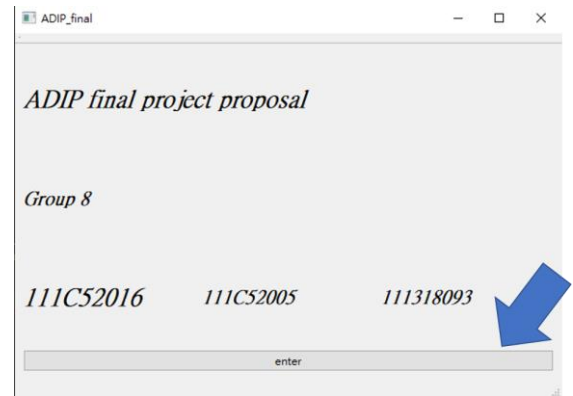 ADIP_final
ADIP final project proposal
Group 8
111C52016 111C52005 111318093
enter